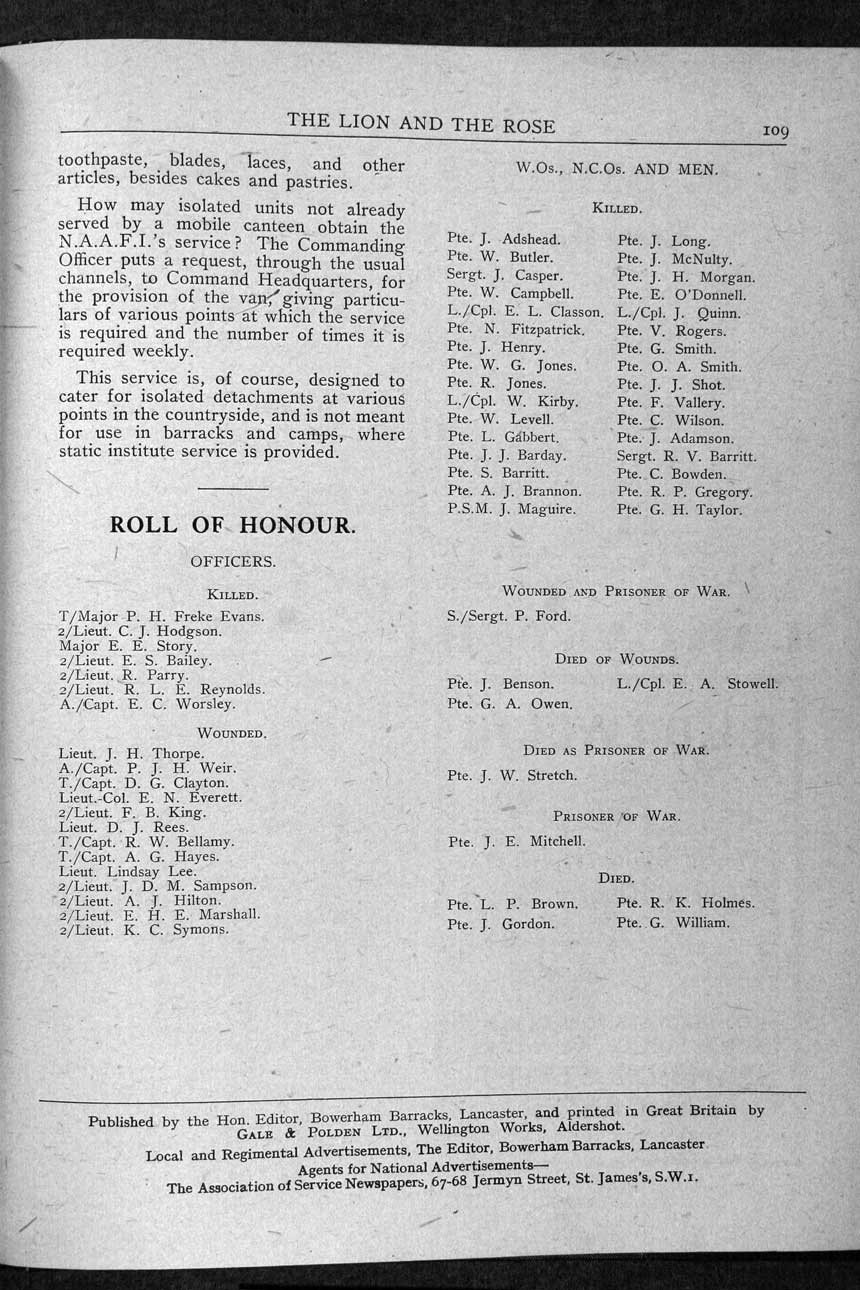 THE LION AND THE ROSE
109
toothpaste, blades, laces, and other
articles, besides cakes and pastries.
How may isolated units not already
served by a mobile canteen obtain the
N.A.A.F.I.'s service? The Commanding
Officer puts a request, through the usual
channels, to Command Headquarters, for
the provision of the van, giving particu-
lars of various points at which the service
is required and the number of times it is
required weekly.
This service is, of course, designed to
cater for isolated detachments at various
points in the countryside, and is not meant
for use in barracks and camps, where
static institute service is provided.
ROLL OF HONOUR.
OFFICERS.
KILLED.
T/Major P. H. Freke Evans.
2/Lieut. C. J. Hodgson.
Major E. E. Story.
2/Lieut. E. S. Bailey.
2/Lieut. R. Parry.
2/Lieut. R. L. E. Reynolds.
A./Capt. E. C. Worsley.
WOUNDED.
Lieut. J. H. Thorpe.
A./Capt. P. J. H. Weir.
T./Capt. D. G. Clayton.
Lieut.-Col. E. N. Everett.
2/Lieut. F. B. King.
Lieut. D. J. Rees.
T./Capt. R. W. Bellamy.
T./Capt. A. G. Hayes.
Lieut. Lindsay Lee.
2/Lieut. J. D. M. Sampson.
2/Lieut. A. J. Hilton.
2/Lieut. E. H. E. Marshall.
2/Lieut. K. C. Symons.
W.Os., N.C.Os. AND MEN.
KILLED.
Pte. J. Adshead.
Pte. W. Butler.
Sergt. J. Casper.
Pte. W. Campbell.
L./Cpl. E. L. Classon.
Pte. N. Fitzpatrick.
Pte. J. Henry.
Pte. W. G. Jones.
Pte. R. Jones.
L./Cpl. W. Kirby.
Pte. W. Levell.
Pte. L. Gabbert.
Pte. J. J. Barday.
Pte. S. Barritt.
Pte. A. J. Brannon.
P.S.M. J. Maguire.
Pte. J. Long.
Pte. J. McNulty.
Pte. J. H. Morgan.
Pte. E. O'Donnell.
L./Cpl. J. Quinn.
Pte. V. Rogers.
Pte. G. Smith.
Pte. O. A. Smith.
Pte. J. J. Shot.
Pte. F. Vallery.
Pte. C. Wilson.
Pte. J. Adamson.
Sergt. R. V. Barritt.
Pte. C. Bowden.
Pte. R. P. Gregory.
Pte. G. H. Taylor.
WOUNDED AND PRISONER OF WAR.
S./Sergt. P. Ford.
DIED OF WOUNDS.
Pte. J. Benson. L./Cpl. E. A. Stowell.
Pte. G. A. Owen.
DIED AS PRISONER OF WAR.
Pte. J. W. Stretch.
PRISONER OF WAR.
Pte. J. E. Mitchell.
DIED.
Pte. L. P. Brown. Pte. R. K. Holmes.
Pte. J. Gordon. Pte. G. William.
Published by the Hon. Editor, Bowerham Barracks, Lancaster, and printed in Great Britain by
GALE & POLDEN LTD., Wellington Works, Aldershot.
Local and Regimental Advertisements, The Editor, Bowerham Barracks, Lancaster
Agents for National Advertisements—
The Association of Service Newspapers, 67-68 Jermyn Street, St. James's, S.W.1.